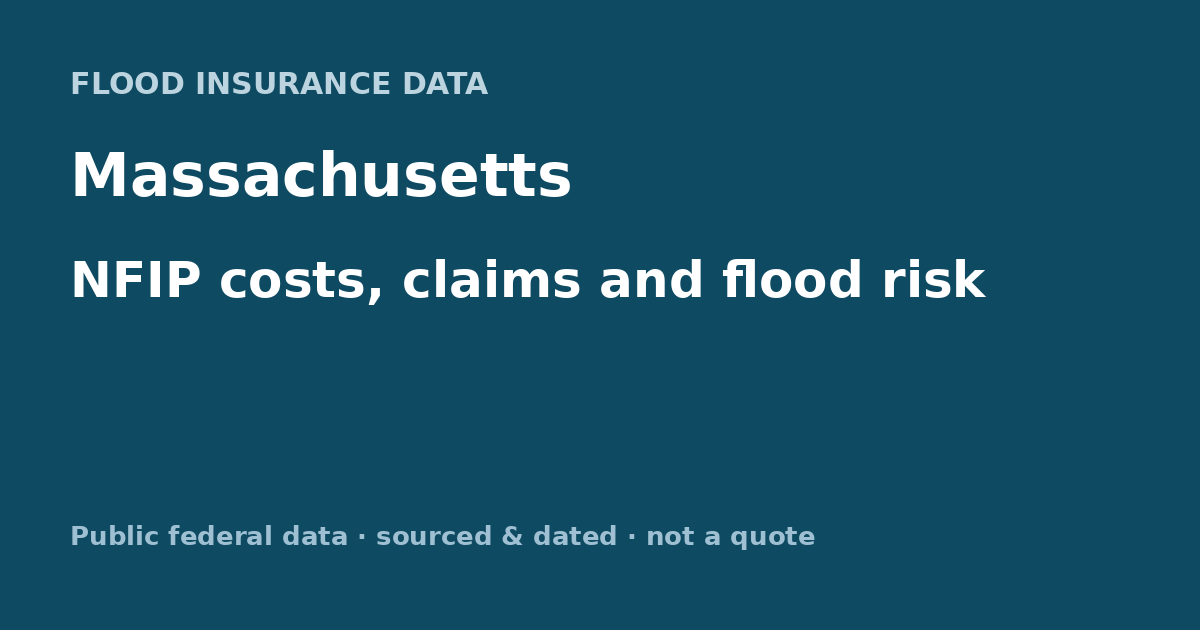 FLOOD INSURANCE DATA
Massachusetts
NFIP costs, claims and flood risk
Public federal data · sourced & dated · not a quote